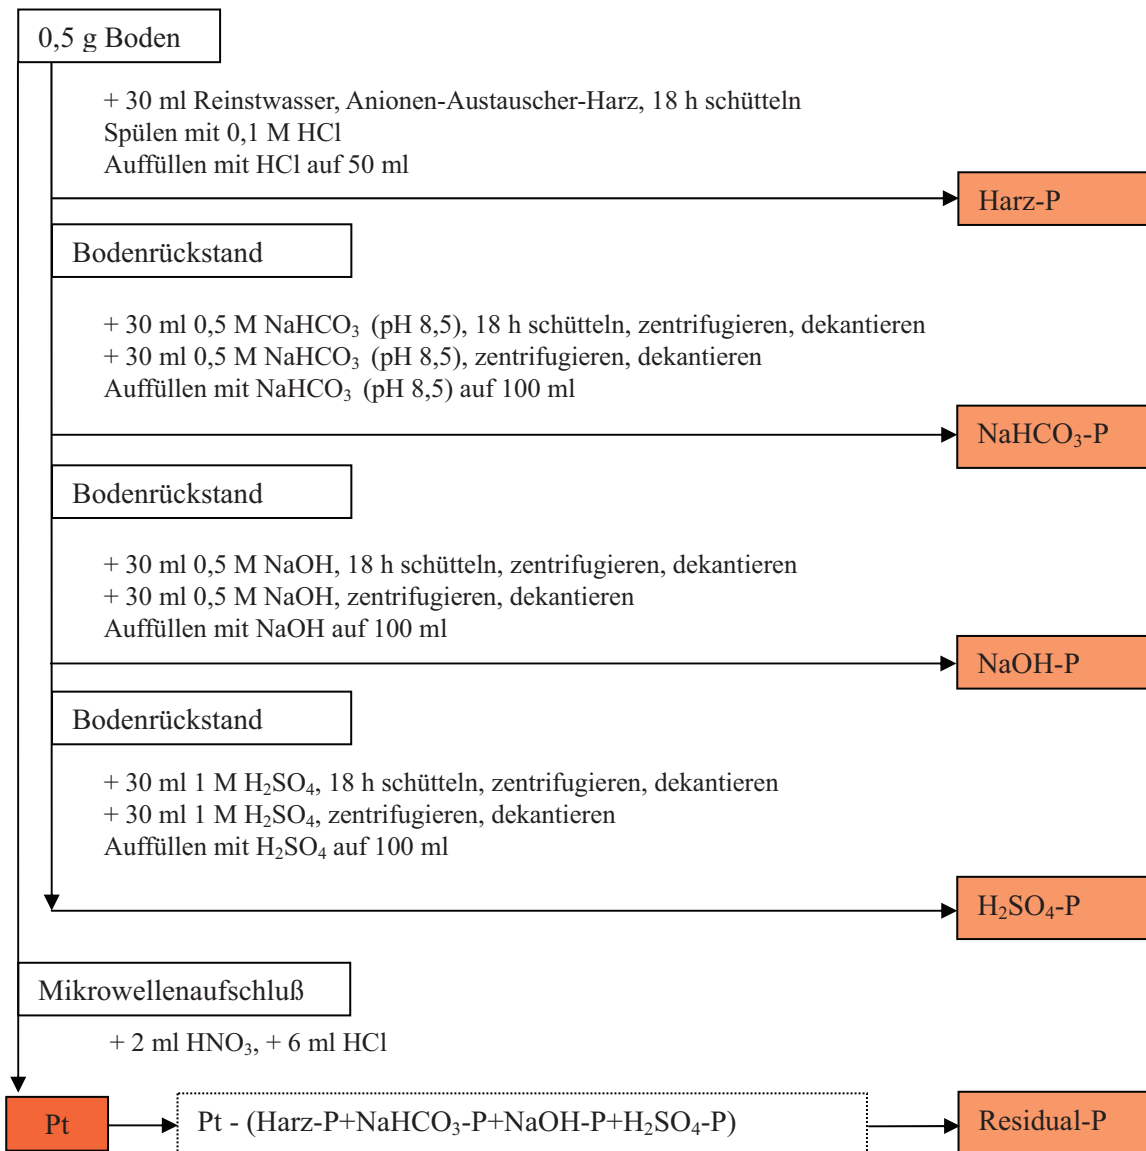 0,5 g Boden
+ 30 ml Reinstwasser, Anionen-Austauscher-Harz, 18 h schütteln
Spülen mit 0,1 M HCl
Auffüllen mit HCl auf 50 ml
Harz-P
Bodenrückstand
+ 30 ml 0,5 M NaHCO₃ (pH 8,5), 18 h schütteln, zentrifugieren, dekantieren
+ 30 ml 0,5 M NaHCO₃ (pH 8,5), zentrifugieren, dekantieren
Auffüllen mit NaHCO₃ (pH 8,5) auf 100 ml
NaHCO₃-P
Bodenrückstand
+ 30 ml 0,5 M NaOH, 18 h schütteln, zentrifugieren, dekantieren
+ 30 ml 0,5 M NaOH, zentrifugieren, dekantieren
Auffüllen mit NaOH auf 100 ml
NaOH-P
Bodenrückstand
+ 30 ml 1 M H₂SO₄, 18 h schütteln, zentrifugieren, dekantieren
+ 30 ml 1 M H₂SO₄, zentrifugieren, dekantieren
Auffüllen mit H₂SO₄ auf 100 ml
H₂SO₄-P
Mikrowellenaufschluß
+ 2 ml HNO₃, + 6 ml HCl
Pt
Pt - (Harz-P+NaHCO₃-P+NaOH-P+H₂SO₄-P)
Residual-P